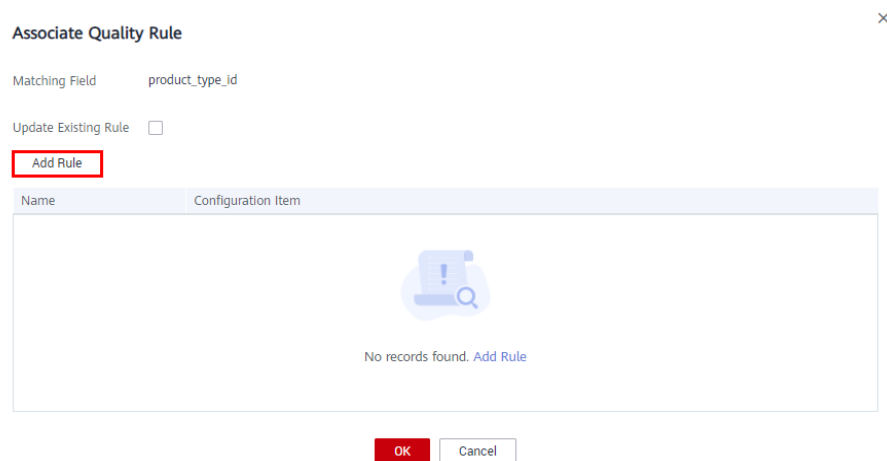 Associate Quality Rule
Matching Field product_type_id
Update Existing Rule
Add Rule
Name Configuration Item
No records found. Add Rule
OK Cancel